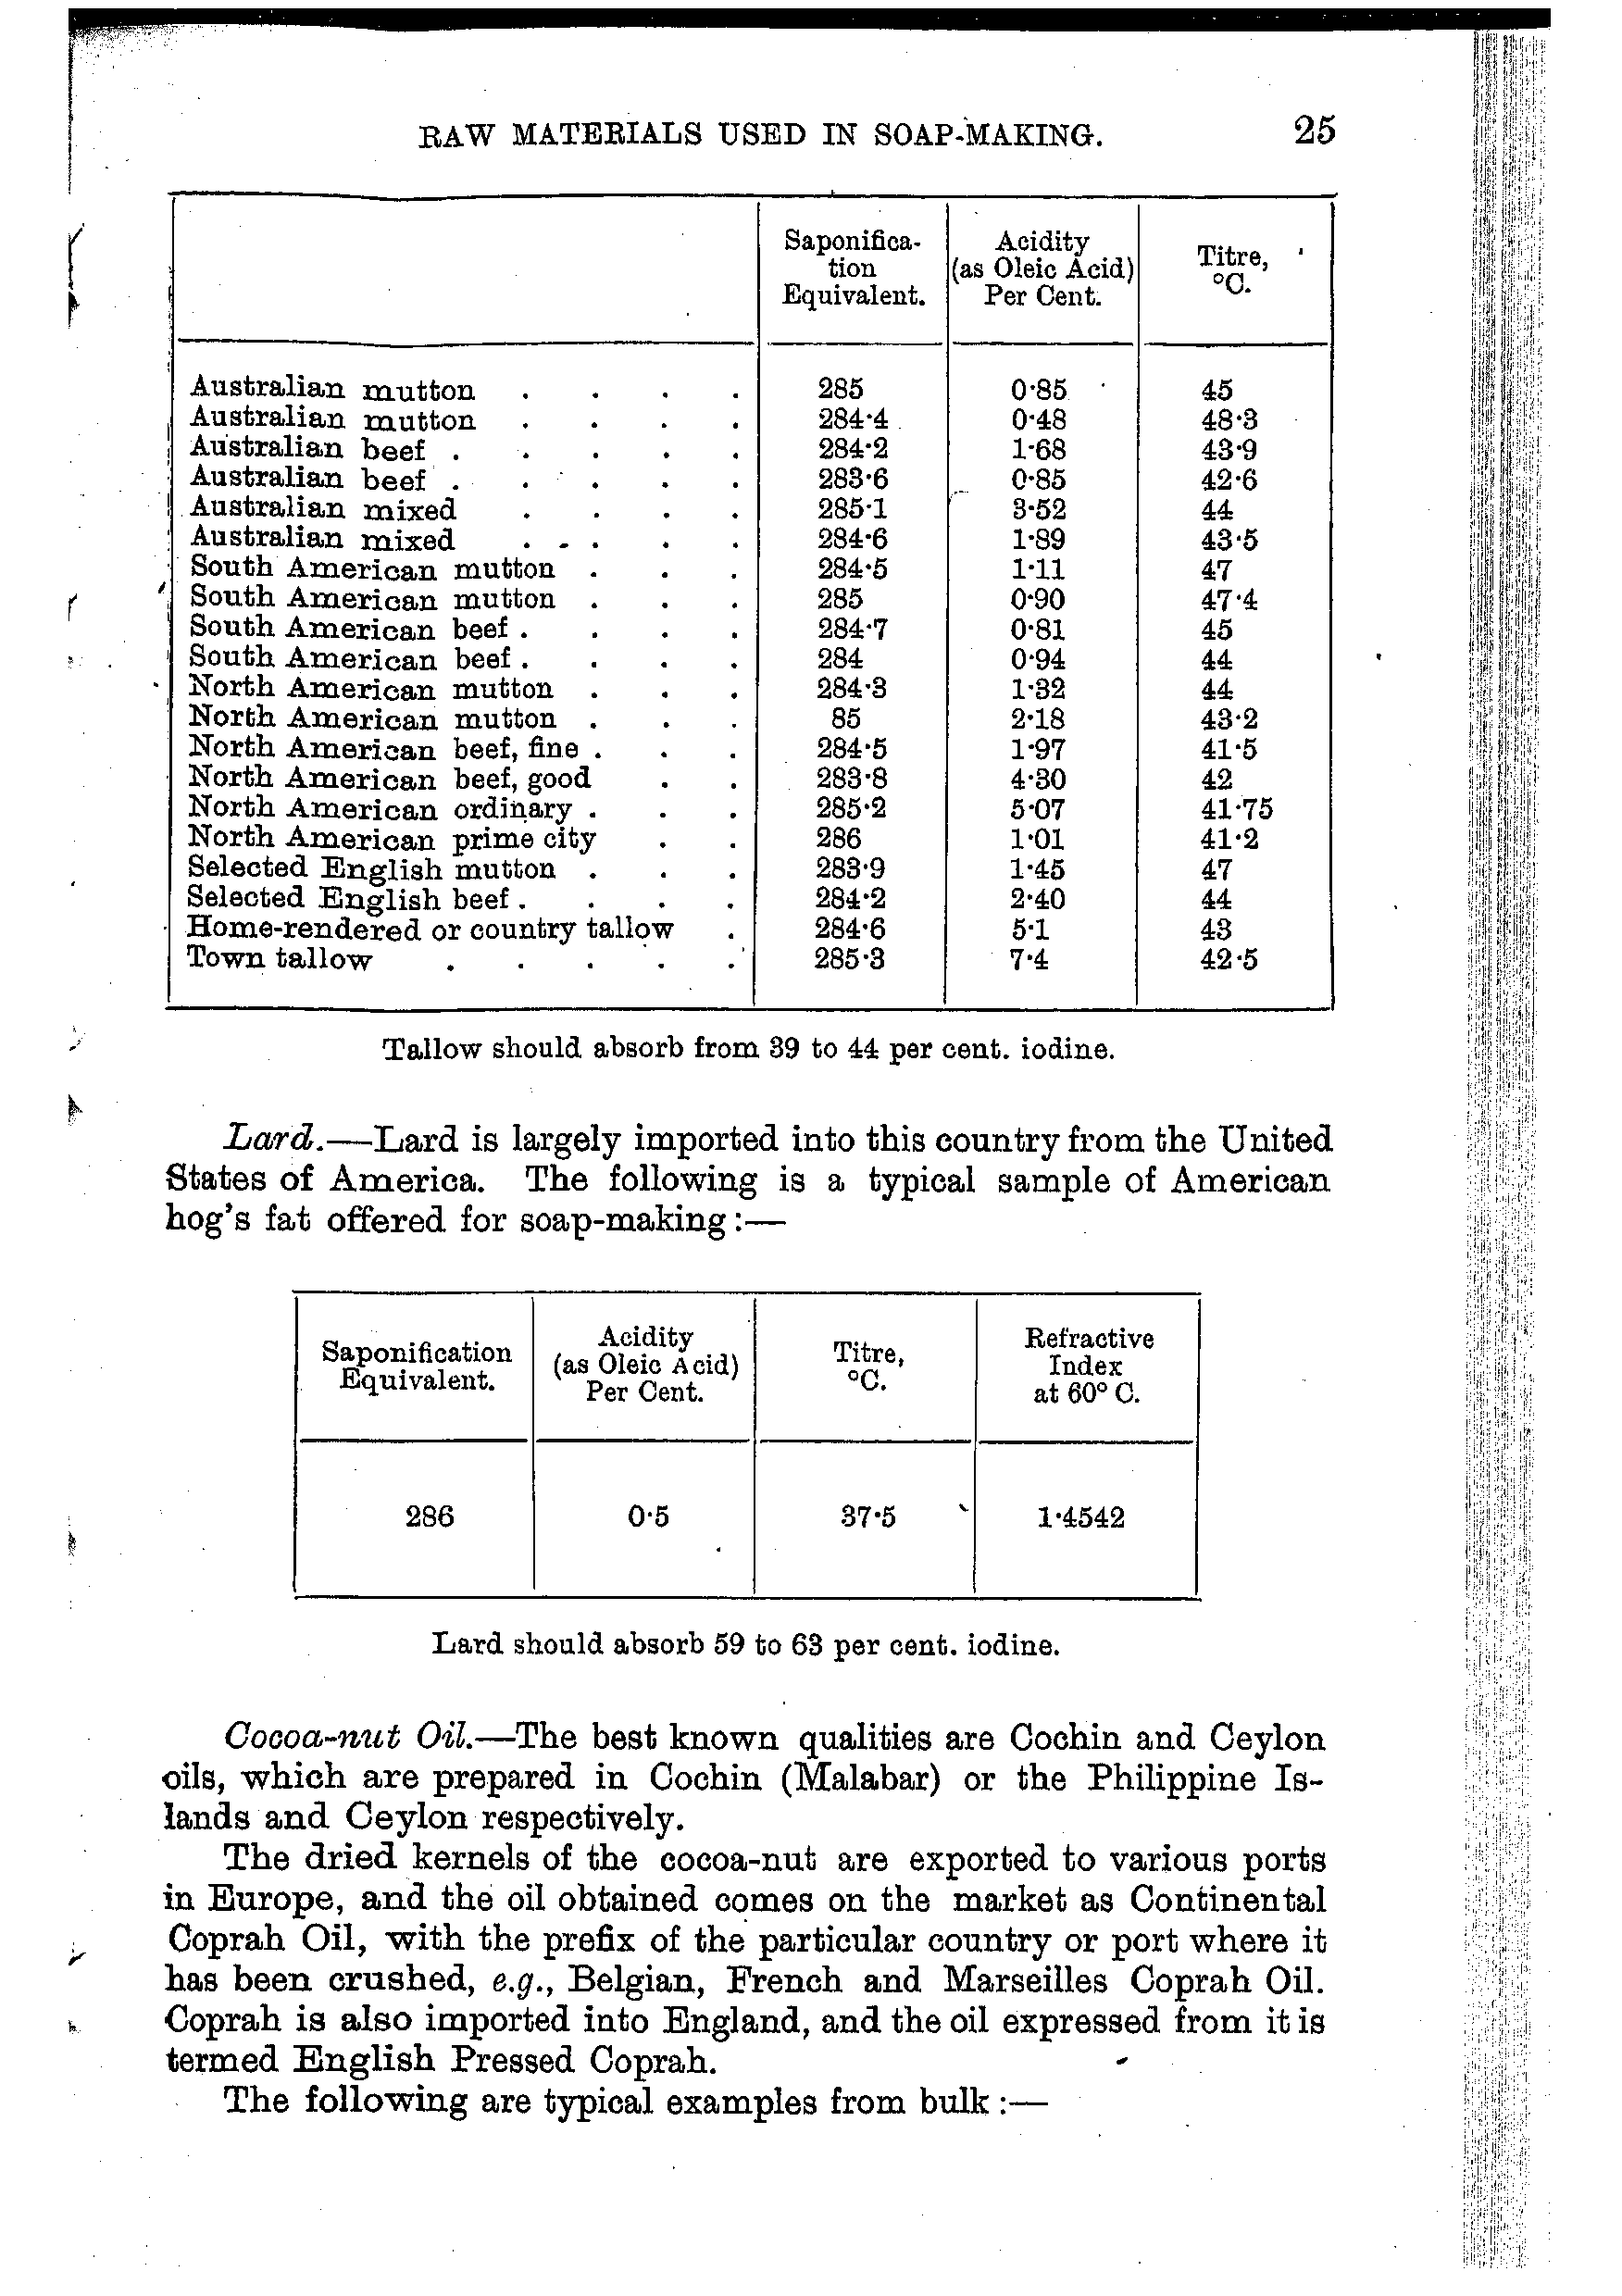 RAW MATERIALS USED IN SOAP-MAKING. 25
Saponifica-
tion
Equivalent.
Acidity
(as Oleic Acid)
Per Cent.
Titre,
°C.
Australian mutton . . . . 285 0·85 45
Australian mutton . . . . 284·4 0·48 48·3
Australian beef . . . . . 284·2 1·68 43·9
Australian beef . . . . . 283·6 0·85 42·6
Australian mixed . . . . 285·1 3·52 44
Australian mixed . . . . 284·6 1·89 43·5
South American mutton . . . 284·5 1·11 47
South American mutton . . . 285 0·90 47·4
South American beef . . . . 284·7 0·81 45
South American beef . . . . 284 0·94 44
North American mutton . . . 284·3 1·32 44
North American mutton . . . 85 2·18 43·2
North American beef, fine . . . 284·5 1·97 41·5
North American beef, good . . 283·8 4·30 42
North American ordinary . . . 285·2 5·07 41·75
North American prime city . . 286 1·01 41·2
Selected English mutton . . . 283·9 1·45 47
Selected English beef . . . . 284·2 2·40 44
Home-rendered or country tallow . 284·6 5·1 43
Town tallow . . . . . 285·3 7·4 42·5
Tallow should absorb from 39 to 44 per cent. iodine.
Lard.—Lard is largely imported into this country from the United
States of America. The following is a typical sample of American
hog's fat offered for soap-making:—
Saponification
Equivalent.
Acidity
(as Oleic Acid)
Per Cent.
Titre,
°C.
Refractive
Index
at 60° C.
286 0·5 37·5 1·4542
Lard should absorb 59 to 63 per cent. iodine.
Cocoa-nut Oil.—The best known qualities are Cochin and Ceylon
oils, which are prepared in Cochin (Malabar) or the Philippine Is-
lands and Ceylon respectively.
The dried kernels of the cocoa-nut are exported to various ports
in Europe, and the oil obtained comes on the market as Continental
Coprah Oil, with the prefix of the particular country or port where it
has been crushed, e.g., Belgian, French and Marseilles Coprah Oil.
Coprah is also imported into England, and the oil expressed from it is
termed English Pressed Coprah.
The following are typical examples from bulk :—